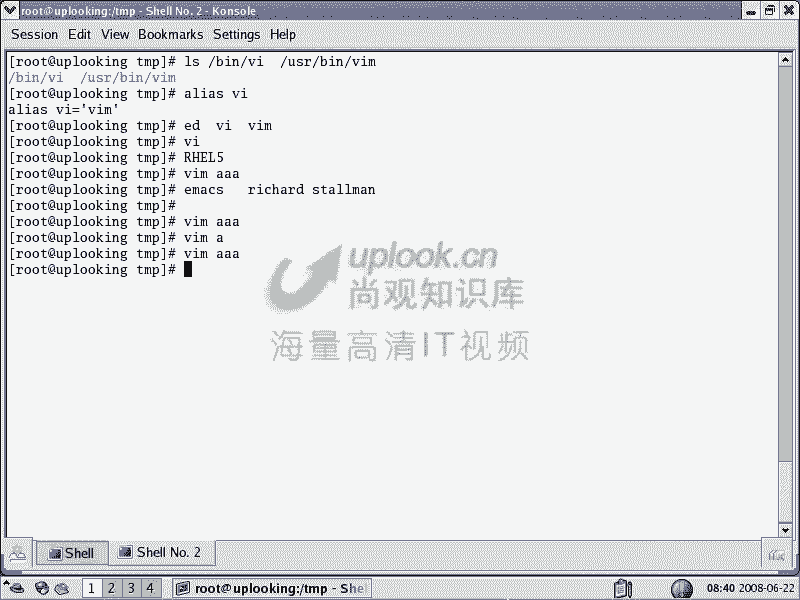 root@uplooking:/tmp - Shell No. 2 - Konsole
Session Edit View Bookmarks Settings Help
[root@uplooking tmp]# ls /bin/vi  /usr/bin/vim
/bin/vi  /usr/bin/vim
[root@uplooking tmp]# alias vi
alias vi='vim'
[root@uplooking tmp]# ed  vi  vim
[root@uplooking tmp]# vi
[root@uplooking tmp]# RHEL5
[root@uplooking tmp]# vim aaa
[root@uplooking tmp]# emacs   richard stallman
[root@uplooking tmp]#
[root@uplooking tmp]# vim aaa
[root@uplooking tmp]# vim a
[root@uplooking tmp]# vim aaa
[root@uplooking tmp]#
uplook.cn
尚观知识库
海量高清IT视频
Shell Shell No. 2
1 2 3 4 root@uplooking:/tmp - She 08:40 2008-06-22